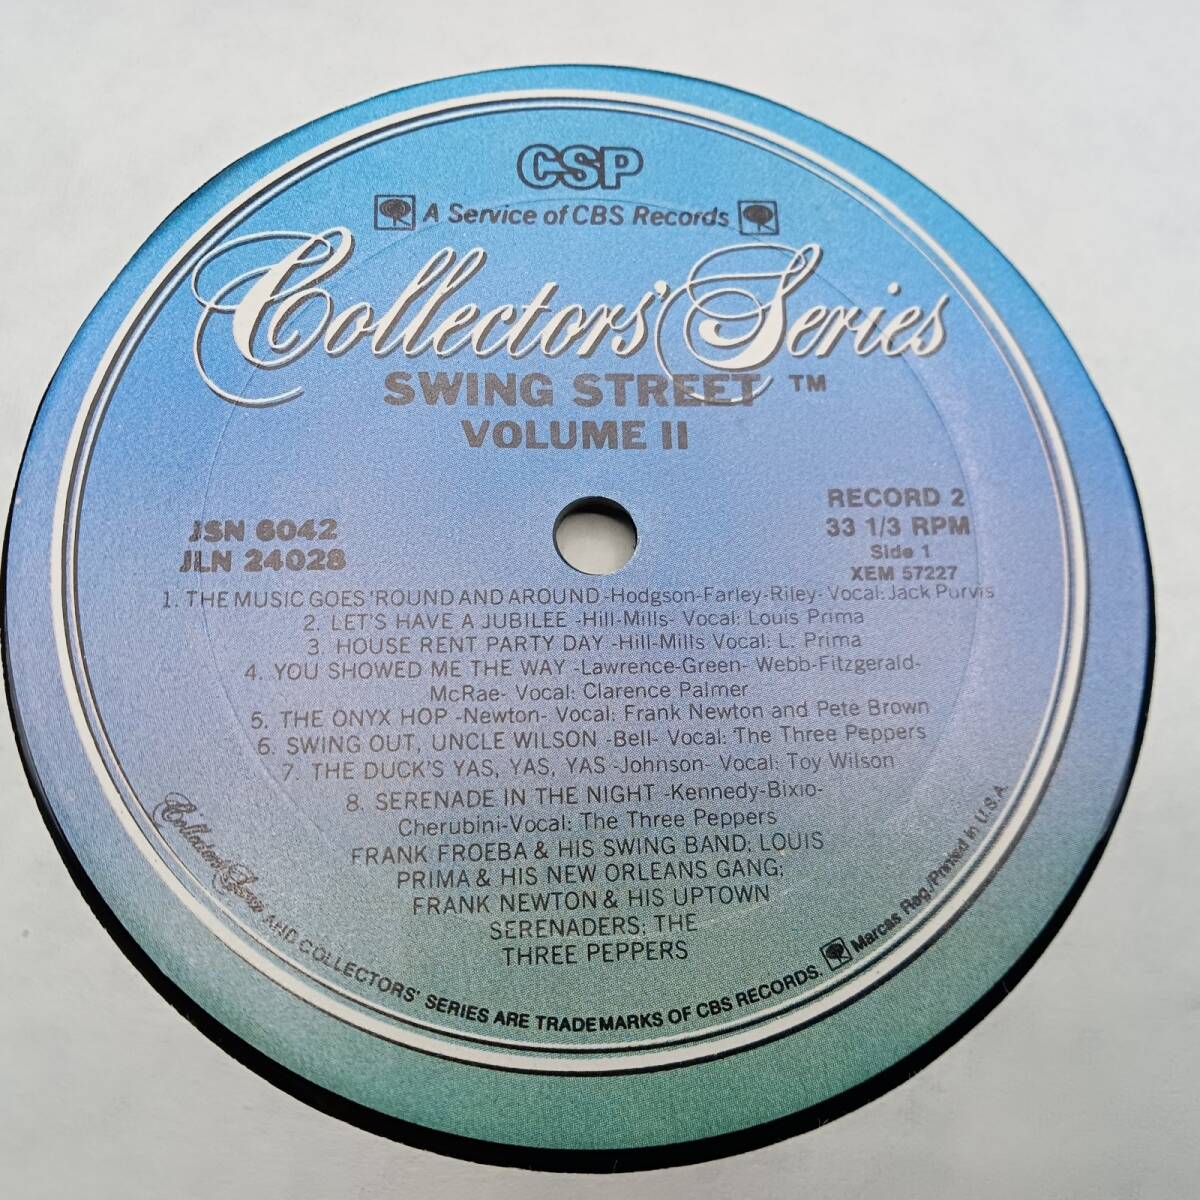 CSP
A Service of CBS Records
Collectors' Series
SWING STREET ™
VOLUME II
JSN 6042
JLN 24028
RECORD 2
33 1/3 RPM
Side 1
XEM 57227
1. THE MUSIC GOES 'ROUND AND AROUND -Hodgson-Farley-Riley- Vocal: Jack Purvis
2. LET'S HAVE A JUBILEE -Hill-Mills- Vocal: Louis Prima
3. HOUSE RENT PARTY DAY -Hill-Mills Vocal: L. Prima
4. YOU SHOWED ME THE WAY -Lawrence-Green- Webb-Fitzgerald-
McRae- Vocal: Clarence Palmer
5. THE ONYX HOP -Newton- Vocal: Frank Newton and Pete Brown
6. SWING OUT, UNCLE WILSON -Bell- Vocal: The Three Peppers
7. THE DUCK'S YAS, YAS, YAS -Johnson- Vocal: Toy Wilson
8. SERENADE IN THE NIGHT -Kennedy-Bixio-
Cherubini-Vocal: The Three Peppers
FRANK FROEBA & HIS SWING BAND; LOUIS
PRIMA & HIS NEW ORLEANS GANG;
FRANK NEWTON & HIS UPTOWN
SERENADERS; THE
THREE PEPPERS
Collectors' Series AND COLLECTORS' SERIES ARE TRADEMARKS OF CBS RECORDS. Marcas Reg./Printed in U.S.A.